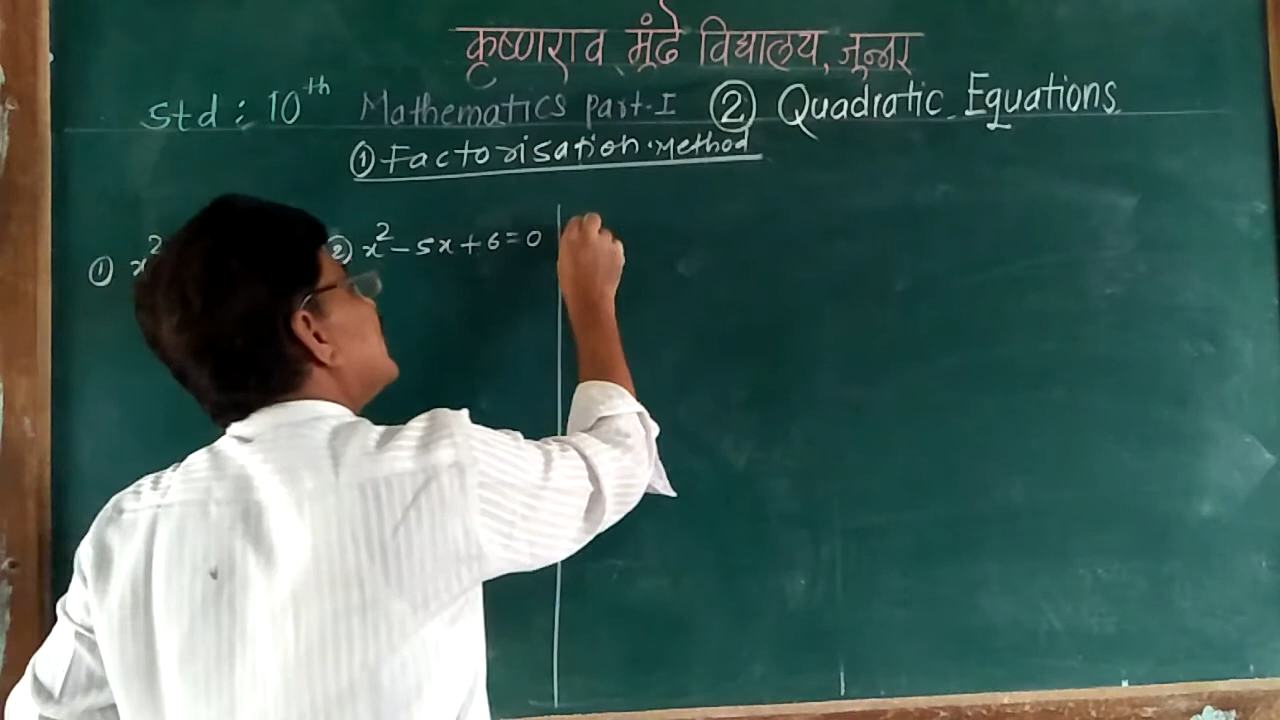 कृष्णराव मुंढे विद्यालय, जुन्नर
Std : 10th Mathematics Part-I ② Quadratic Equations
① Factorisation Method
① x² ② x² - 5x + 6 = 0